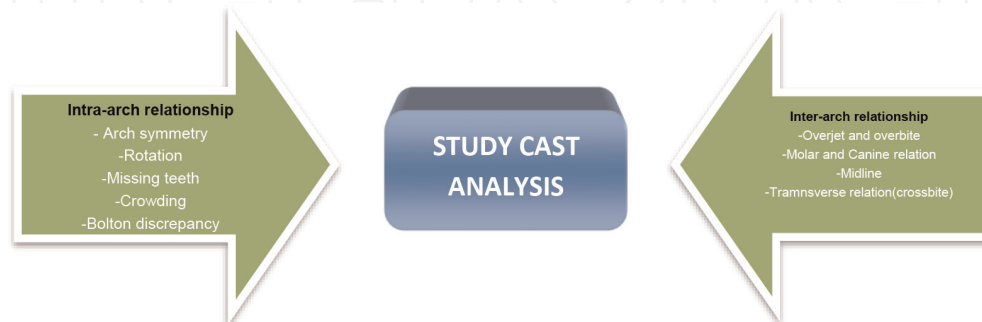 Intra-arch relationship
- Arch symmetry
-Rotation
-Missing teeth
-Crowding
-Bolton discrepancy
STUDY CAST
ANALYSIS
Inter-arch relationship
-Overjet and overbite
-Molar and Canine relation
-Midline
-Tramnsverse relation(crossbite)